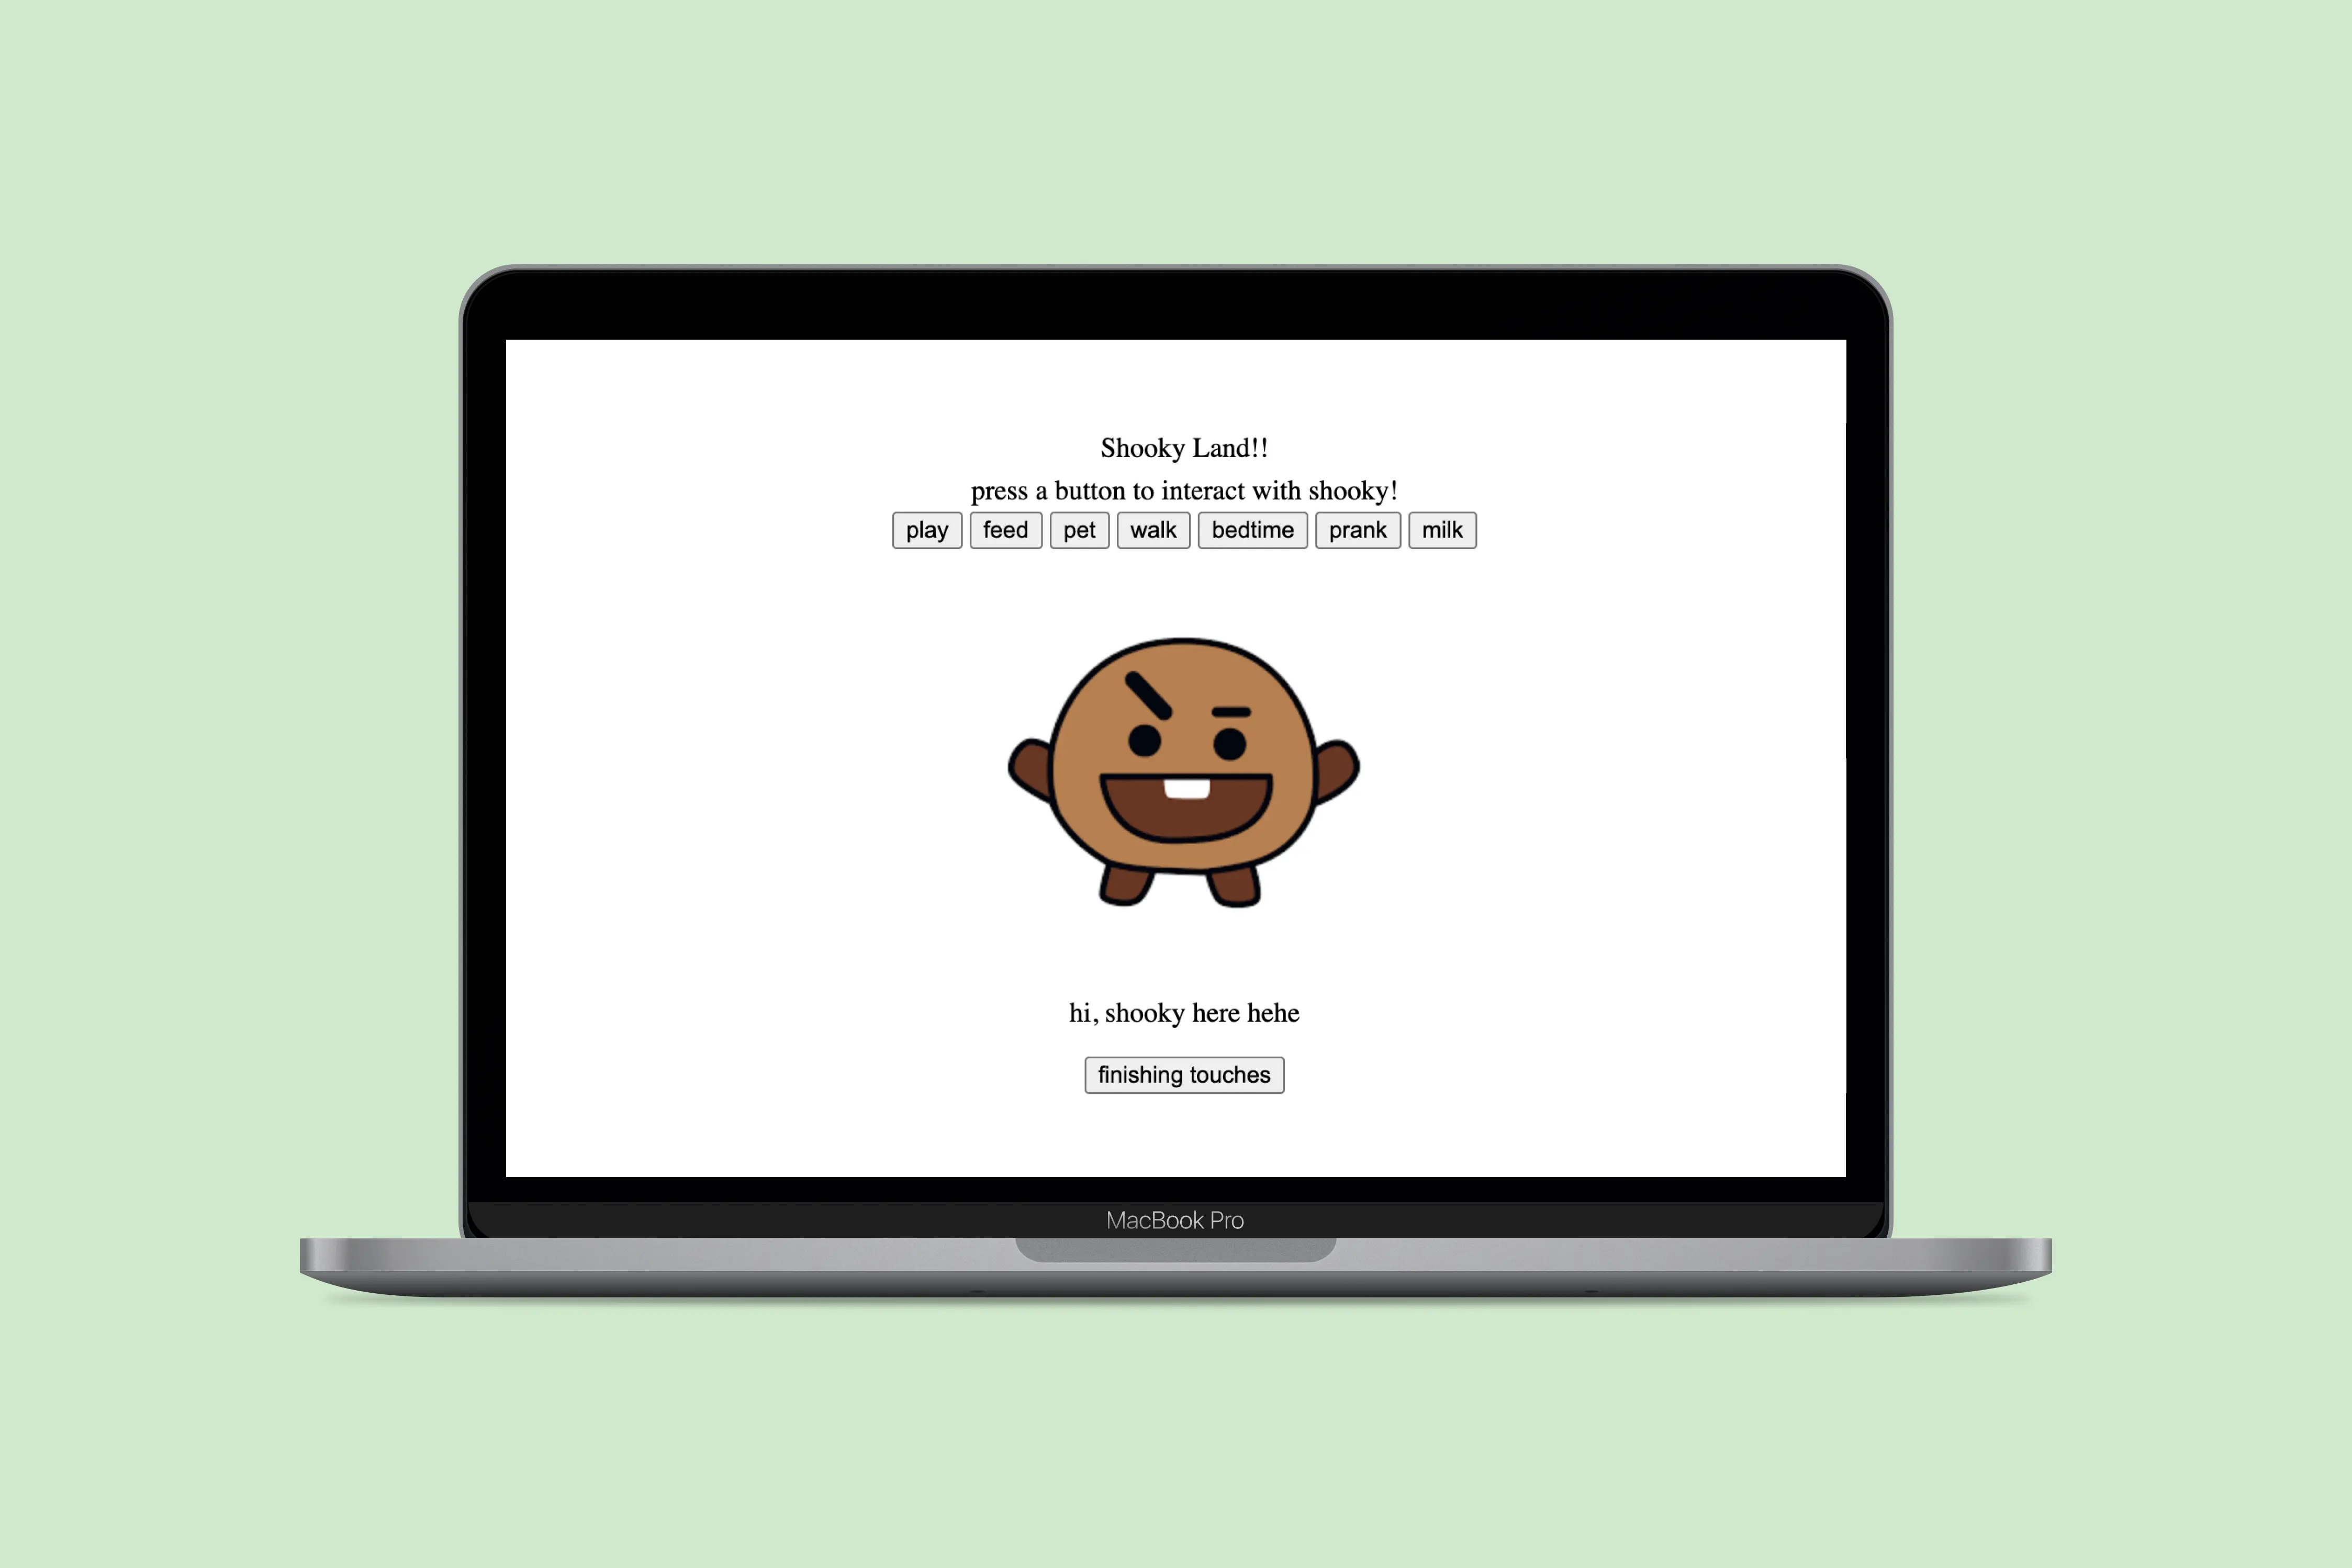 Shooky Land!!
press a button to interact with shooky!
play feed pet walk bedtime prank milk
hi, shooky here hehe
finishing touches
MacBook Pro